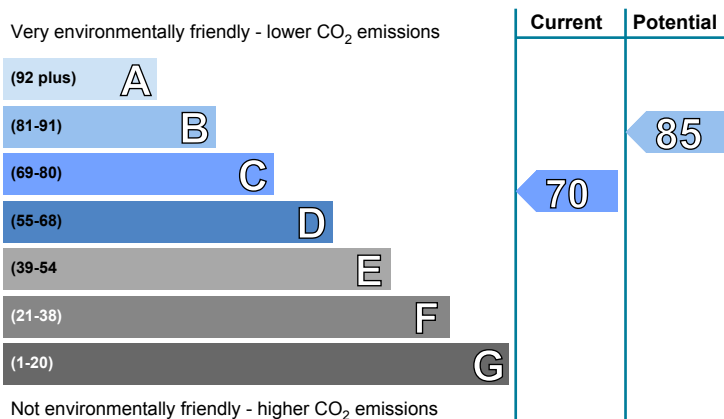 Very environmentally friendly - lower CO2 emissions
Current
Potential
(92 plus) A
(81-91) B
85
(69-80) C
70
(55-68) D
(39-54 E
(21-38) F
(1-20) G
Not environmentally friendly - higher CO2 emissions